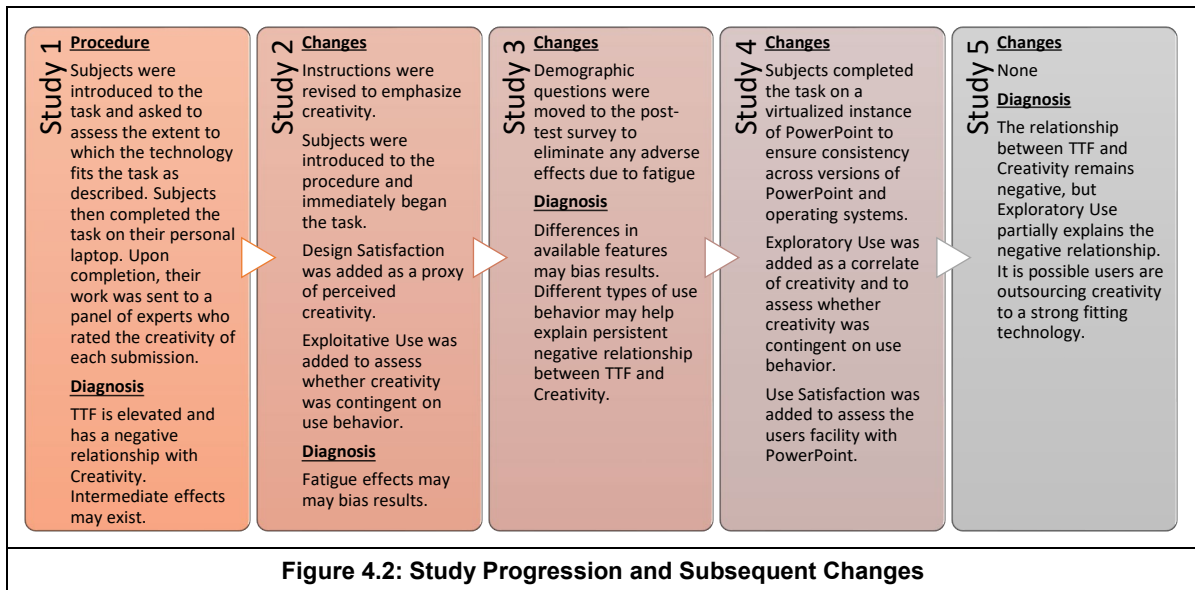 Study 1
Procedure
Subjects were
introduced to the
task and asked to
assess the extent to
which the technology
fits the task as
described. Subjects
then completed the
task on their personal
laptop. Upon
completion, their
work was sent to a
panel of experts who
rated the creativity of
each submission.
Diagnosis
TTF is elevated and
has a negative
relationship with
Creativity.
Intermediate effects
may exist.
Study 2
Changes
Instructions were
revised to emphasize
creativity.
Subjects were
introduced to the
procedure and
immediately began
the task.
Design Satisfaction
was added as a proxy
of perceived
creativity.
Exploitative Use was
added to assess
whether creativity
was contingent on
use behavior.
Diagnosis
Fatigue effects may
may bias results.
Study 3
Changes
Demographic
questions were
moved to the post-
test survey to
eliminate any adverse
effects due to fatigue
Diagnosis
Differences in
available features
may bias results.
Different types of use
behavior may help
explain persistent
negative relationship
between TTF and
Creativity.
Study 4
Changes
Subjects completed
the task on a
virtualized instance
of PowerPoint to
ensure consistency
across versions of
PowerPoint and
operating systems.
Exploratory Use was
added as a correlate
of creativity and to
assess whether
creativity was
contingent on use
behavior.
Use Satisfaction was
added to assess the
users facility with
PowerPoint.
Study 5
Changes
None
Diagnosis
The relationship
between TTF and
Creativity remains
negative, but
Exploratory Use
partially explains the
negative relationship.
It is possible users are
outsourcing creativity
to a strong fitting
technology.
Figure 4.2: Study Progression and Subsequent Changes